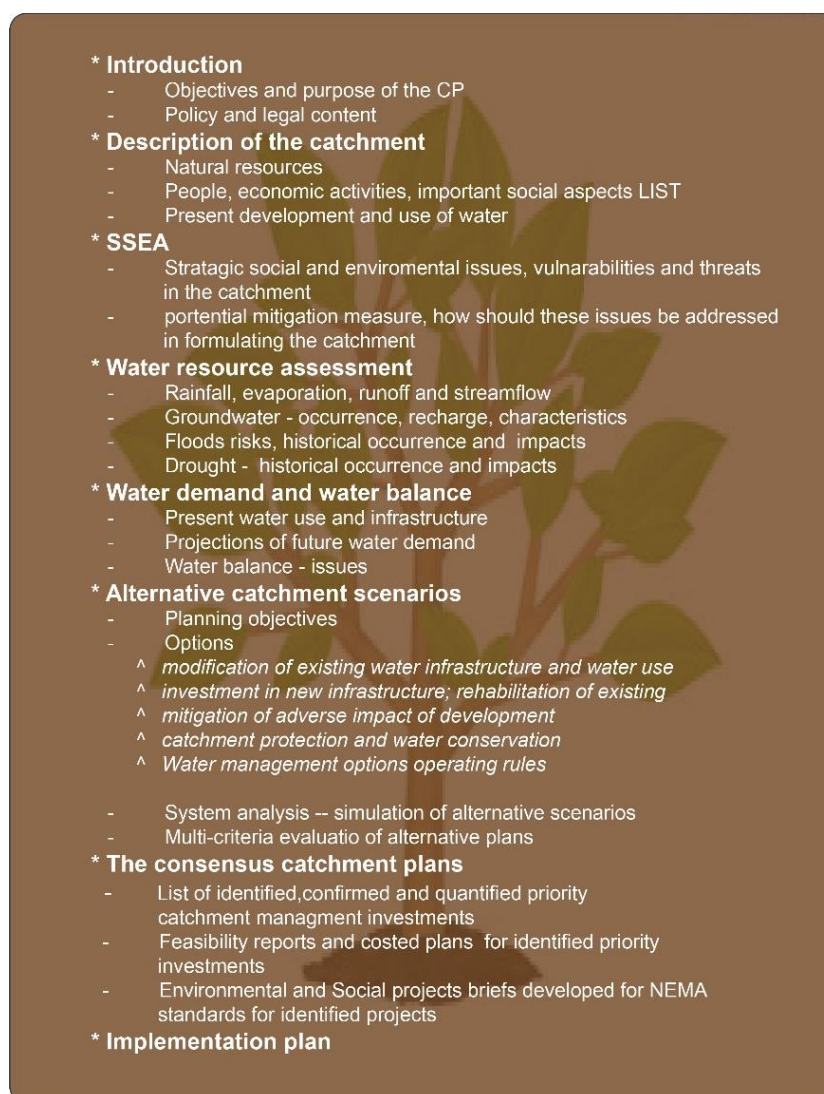 * Introduction
- Objectives and purpose of the CP
- Policy and legal content
* Description of the catchment
- Natural resources
- People, economic activities, important social aspects LIST
- Present development and use of water
* SSEA
- Stratagic social and enviromental issues, vulnarabilities and threats
in the catchment
- portential mitigation measure, how should these issues be addressed
in formulating the catchment
* Water resource assessment
- Rainfall, evaporation, runoff and streamflow
- Groundwater - occurrence, recharge, characteristics
- Floods risks, historical occurrence and impacts
- Drought - historical occurrence and impacts
* Water demand and water balance
- Present water use and infrastructure
- Projections of future water demand
- Water balance - issues
* Alternative catchment scenarios
- Planning objectives
- Options
^ modification of existing water infrastructure and water use
^ investment in new infrastructure; rehabilitation of existing
^ mitigation of adverse impact of development
^ catchment protection and water conservation
^ Water management options operating rules
- System analysis -- simulation of alternative scenarios
- Multi-criteria evaluatio of alternative plans
* The consensus catchment plans
- List of identified,confirmed and quantified priority
catchment managment investments
- Feasibility reports and costed plans for identified priority
investments
- Environmental and Social projects briefs developed for NEMA
standards for identified projects
* Implementation plan